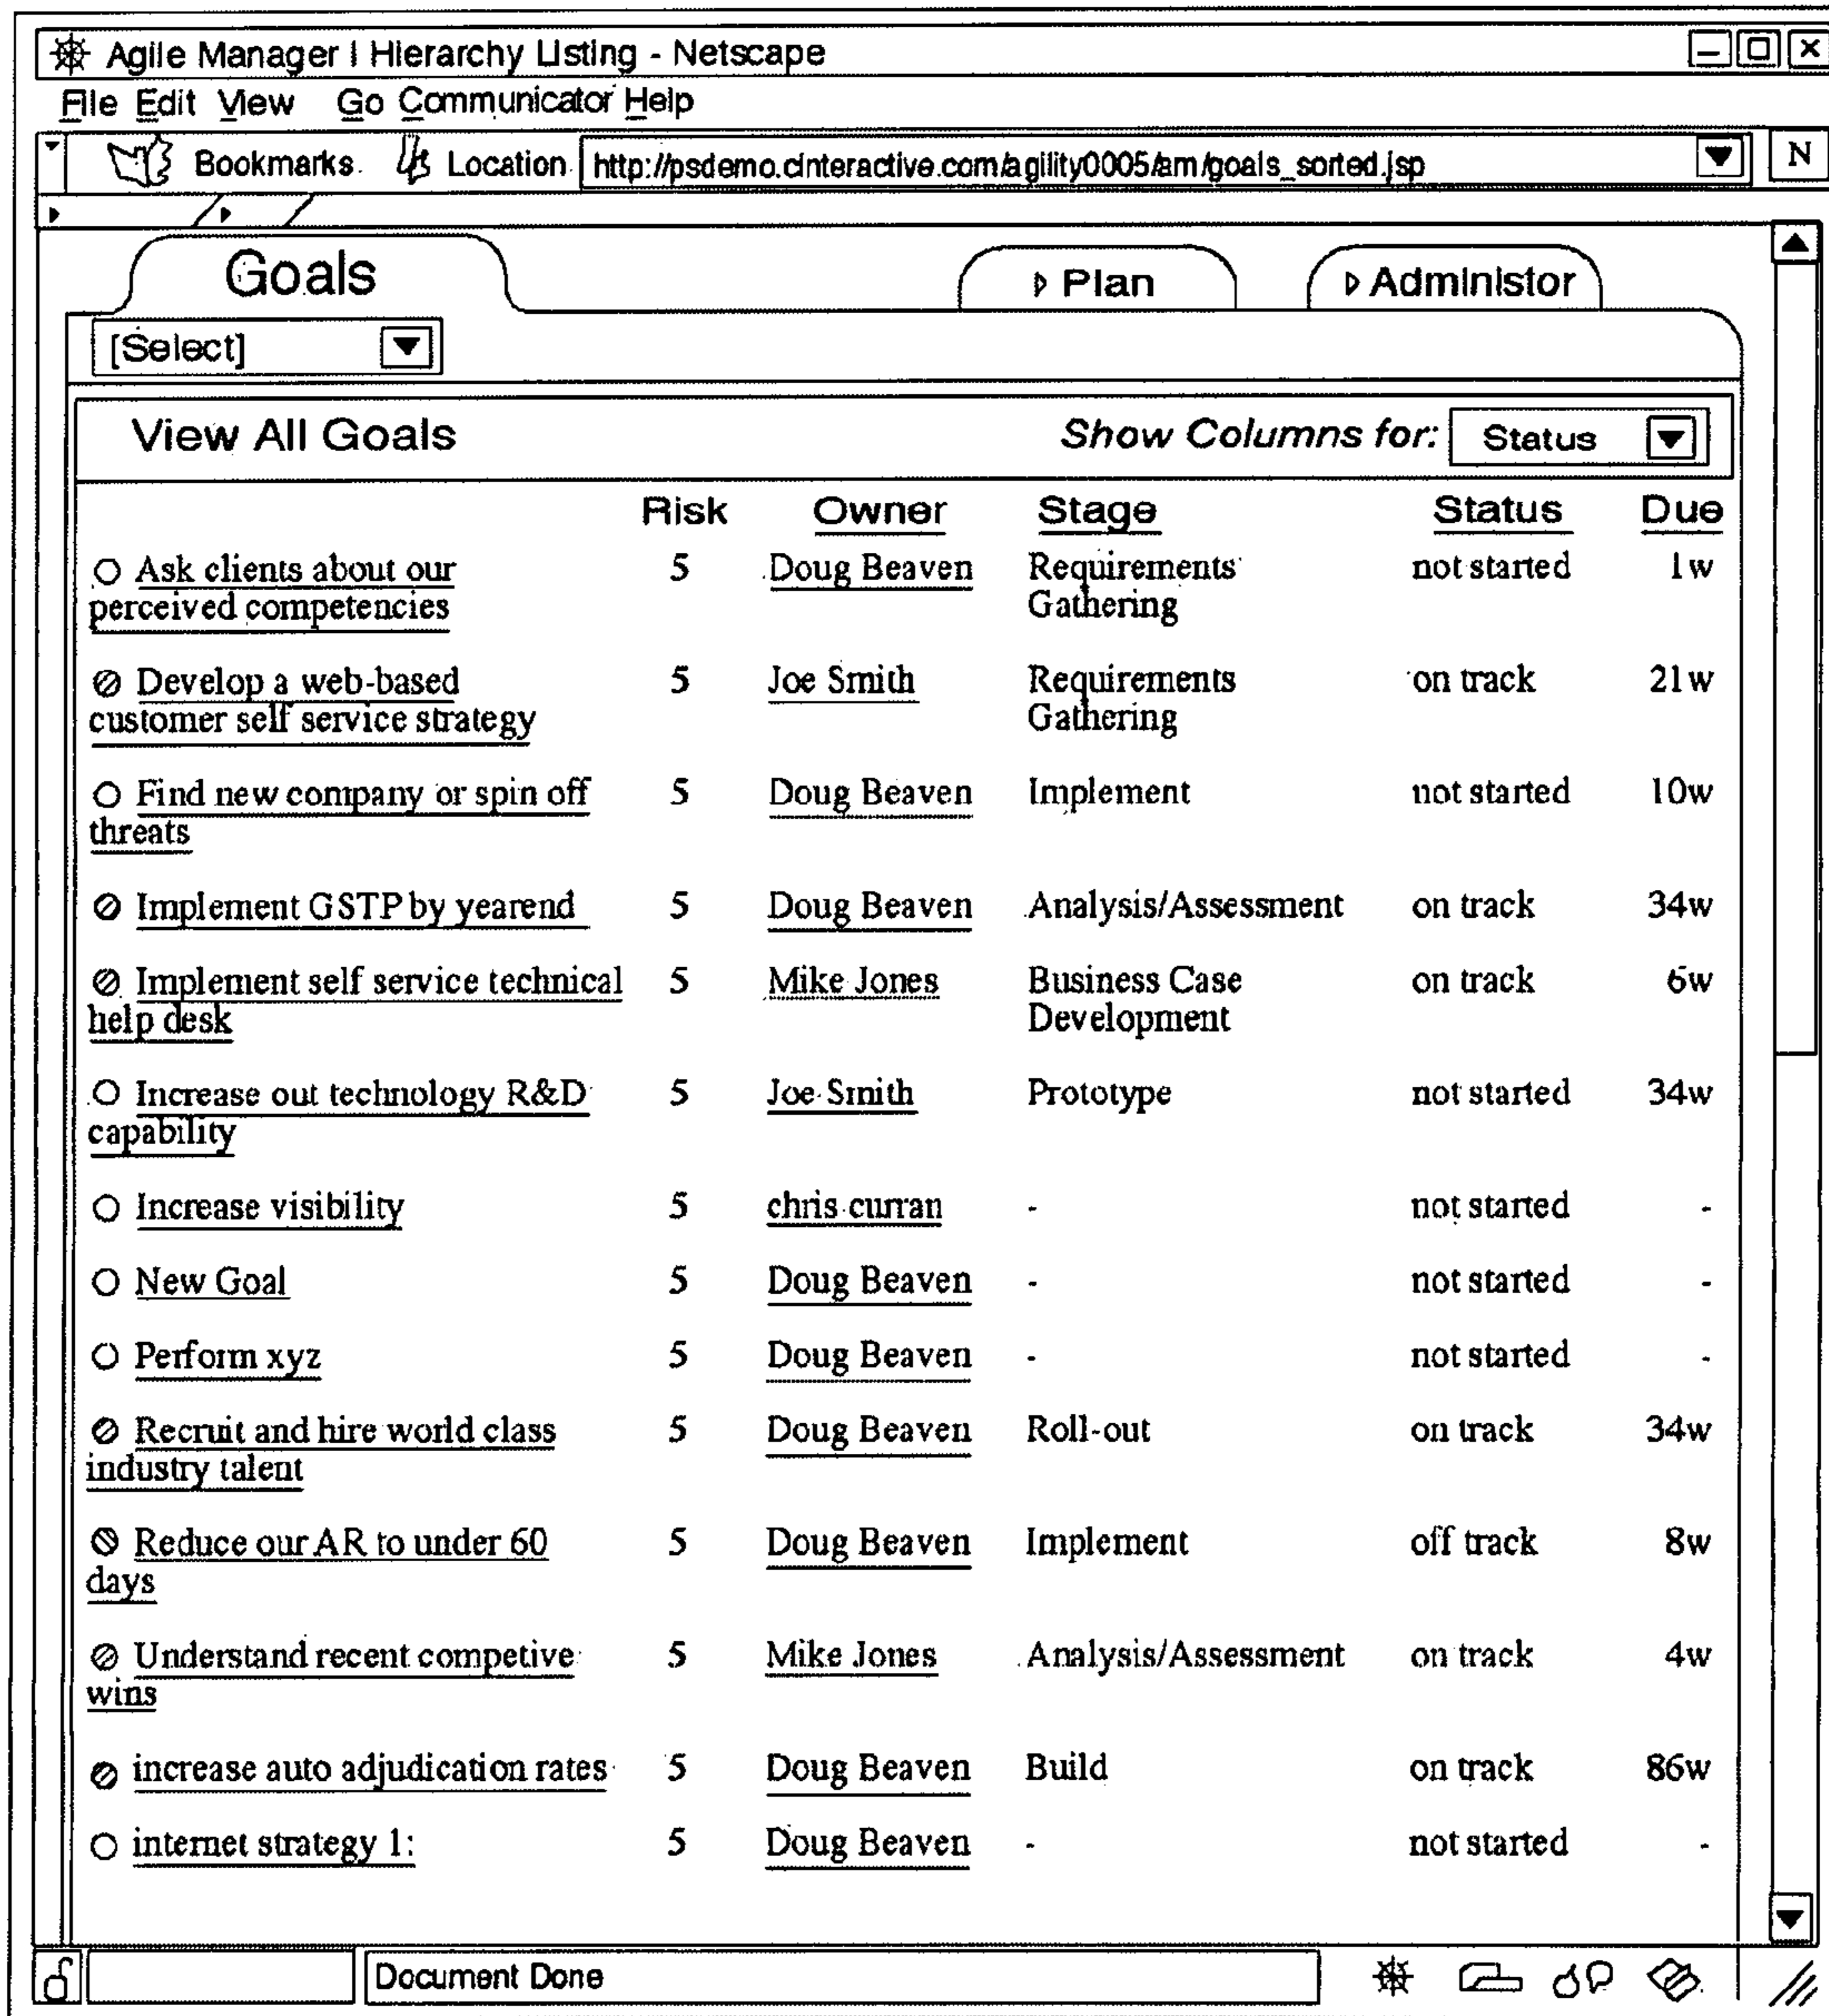 Agile Manager | Hierarchy Listing - Netscape
File Edit View Go Communicator Help
Bookmarks. Location http://psdemo.cinteractive.com/agility0005/am/goals_sorted.jsp N
Goals Plan Administor
[Select]
View All Goals Show Columns for: Status
Risk Owner Stage Status Due
Ask clients about our 5 Doug Beaven Requirements not started 1w
perceived competencies Gathering
Develop a web-based 5 Joe Smith Requirements on track 21w
customer self service strategy Gathering
Find new company or spin off 5 Doug Beaven Implement not started 10w
threats
Implement GSTP by yearend 5 Doug Beaven Analysis/Assessment on track 34w
Implement self service technical 5 Mike Jones Business Case on track 6w
help desk Development
Increase out technology R&D 5 Joe Smith Prototype not started 34w
capability
Increase visibility 5 chris curran - not started -
New Goal 5 Doug Beaven - not started -
Perform xyz 5 Doug Beaven - not started -
Recruit and hire world class 5 Doug Beaven Roll-out on track 34w
industry talent
Reduce our AR to under 60 5 Doug Beaven Implement off track 8w
days
Understand recent competive 5 Mike Jones Analysis/Assessment on track 4w
wins
increase auto adjudication rates 5 Doug Beaven Build on track 86w
internet strategy 1: 5 Doug Beaven - not started -
Document Done